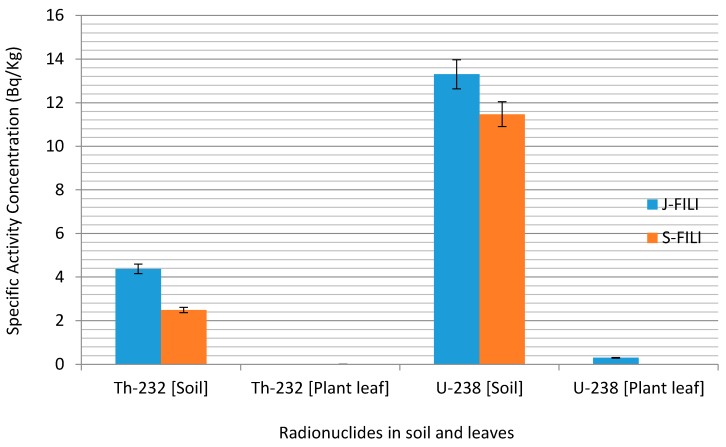 Specific Activity Concentration (Bq/Kg)
16
14
12
10
8
6
4
2
0
J-FILI
S-FILI
Th-232 [Soil]
Th-232 [Plant leaf]
U-238 [Soil]
U-238 [Plant leaf]
Radionuclides in soil and leaves